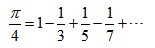 π/4 = 1 − 1/3 + 1/5 − 1/7 + ⋯